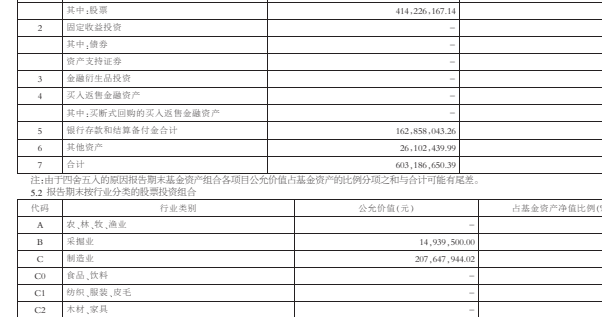 其中:股票 414,226,167.14
2 固定收益投资 –
其中:债券 –
资产支持证券 –
3 金融衍生品投资 –
4 买入返售金融资产 –
其中:买断式回购的买入返售金融资产 –
5 银行存款和结算备付金合计 162,858,043.26
6 其他资产 26,102,439.99
7 合计 603,186,650.39
注:由于四舍五入的原因报告期末基金资产组合各项目公允价值占基金资产的比例分项之和与合计可能有尾差。
5.2 报告期末按行业分类的股票投资组合
代码 行业类别 公允价值(元) 占基金资产净值比例(%
A 农、林、牧、渔业 –
B 采掘业 14,939,500.00
C 制造业 207,647,944.02
C0 食品、饮料 –
C1 纺织、服装、皮毛 –
C2 木材、家具 –